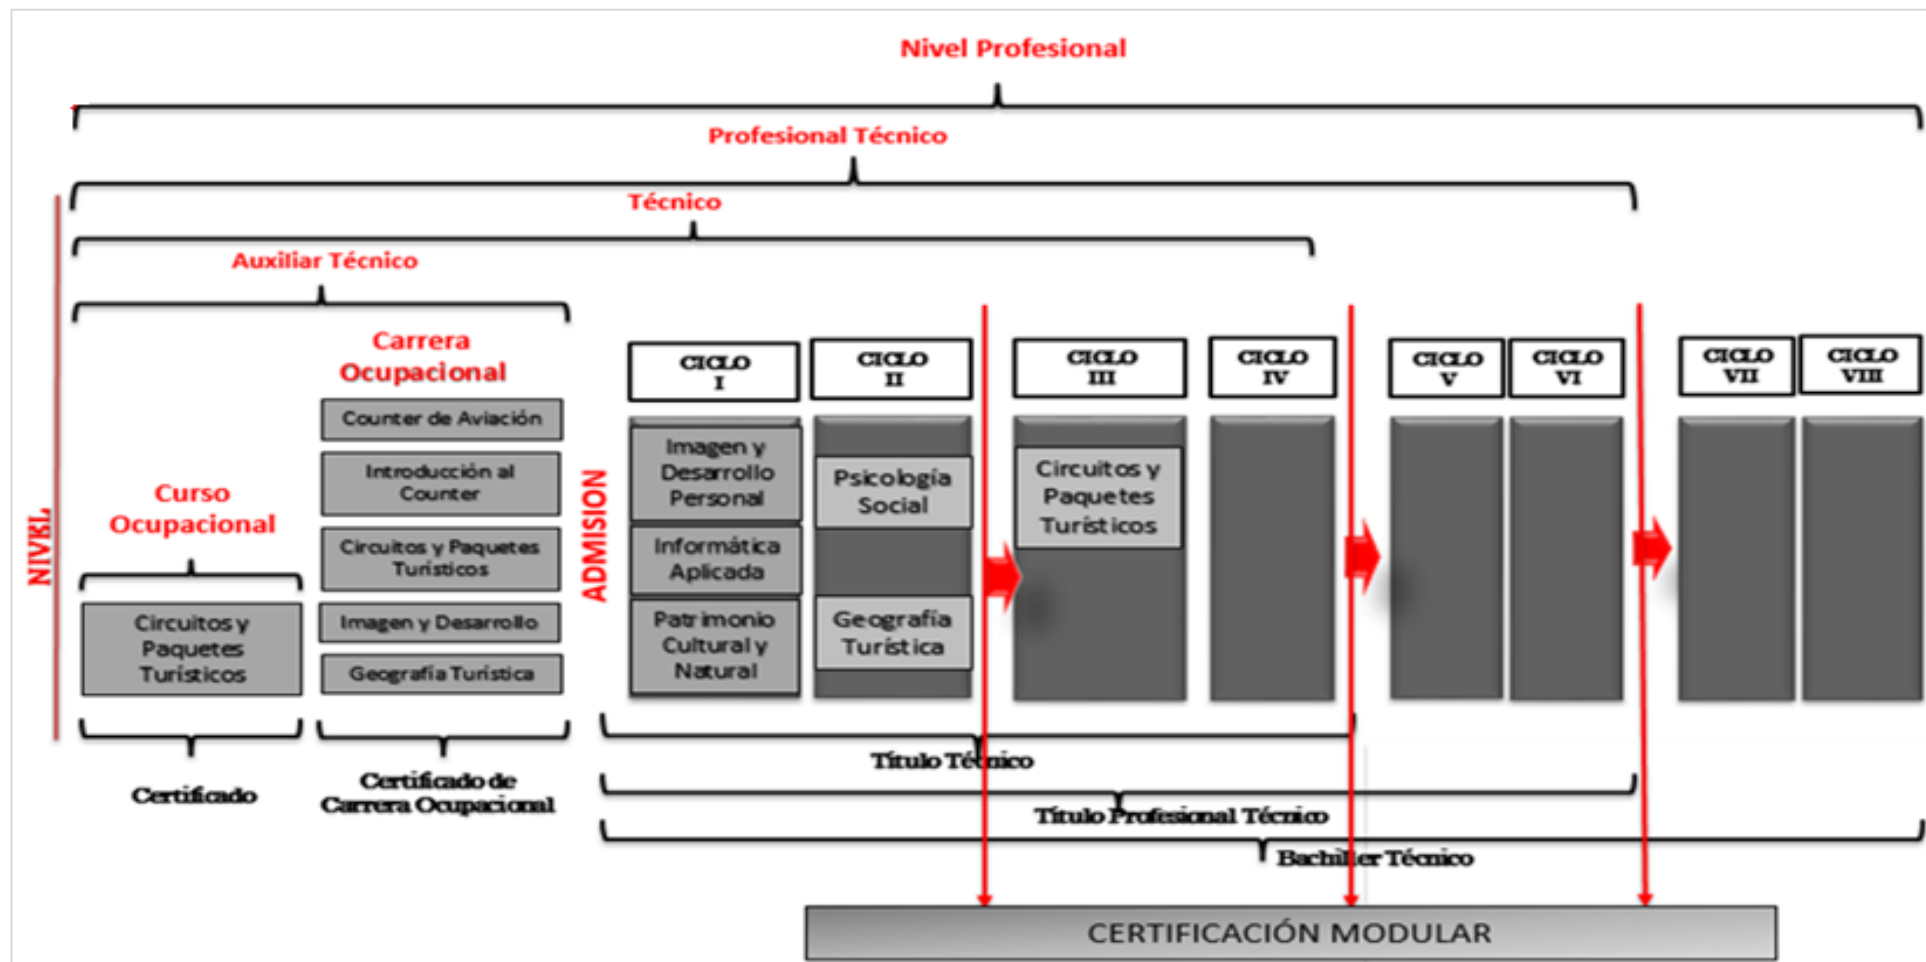 Nivel Profesional
Profesional Técnico
Técnico
Auxiliar Técnico
NIVEL
Curso
Ocupacional
Circuitos y
Paquetes
Turísticos
Certificado
Carrera
Ocupacional
Counter de Aviación
Introducción al
Counter
Circuitos y Paquetes
Turísticos
Imagen y Desarrollo
Geografía Turística
Certificado de
Carrera Ocupacional
ADMISION
CICLO
I
Imagen y
Desarrollo
Personal
Informática
Aplicada
Patrimonio
Cultural y
Natural
CICLO
II
Psicología
Social
Geografía
Turística
CICLO
III
Circuitos y
Paquetes
Turísticos
CICLO
IV
CICLO
V
CICLO
VI
CICLO
VII
CICLO
VIII
Título Técnico
Título Profesional Técnico
Bachiller Técnico
CERTIFICACIÓN MODULAR